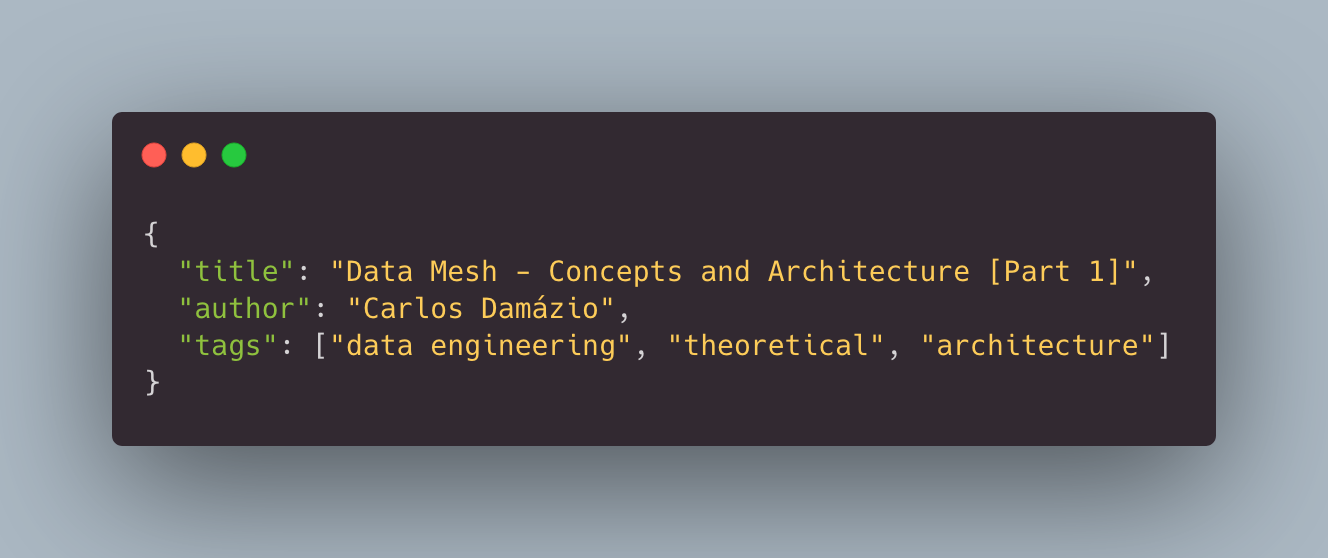 {
  "title": "Data Mesh - Concepts and Architecture [Part 1]",
  "author": "Carlos Damázio",
  "tags": ["data engineering", "theoretical", "architecture"]
}